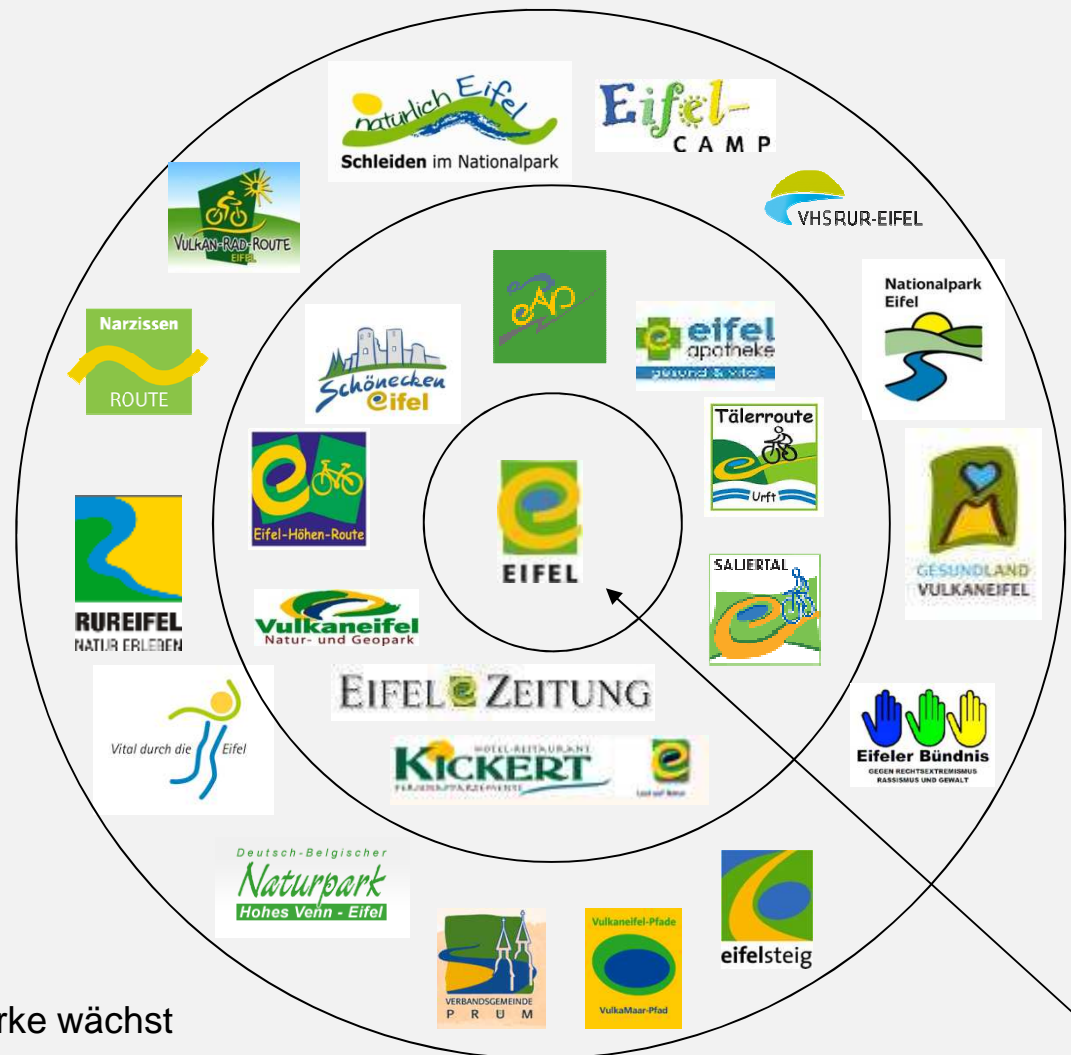 natürlich Eifel
Schleiden im Nationalpark
Eifel-
CAMP
VHS RUR-EIFEL
VULKAN-RAD-ROUTE
EIFEL
Nationalpark
Eifel
Narzissen
ROUTE
Schönecken
eifel
eifel
apotheke
gesund & vital
Tälerroute
Urft
Eifel-Höhen-Route
e
EIFEL
GESUNDLAND
VULKANEIFEL
RUREIFEL
NATUR ERLEBEN
Vulkaneifel
Natur- und Geopark
SALIERTAL
EIFEL e ZEITUNG
Vital durch die Eifel
HOTEL-RESTAURANT
KICKERT
FERIENAPPARTEMENTS
Eifeler Bündnis
GEGEN RECHTSEXTREMISMUS
RASSISMUS UND GEWALT
Deutsch-Belgischer
Naturpark
Hohes Venn - Eifel
VERBANDSGEMEINDE
PRÜM
Vulkaneifel-Pfade
VulkaMaar-Pfad
eifelsteig
rke wächst